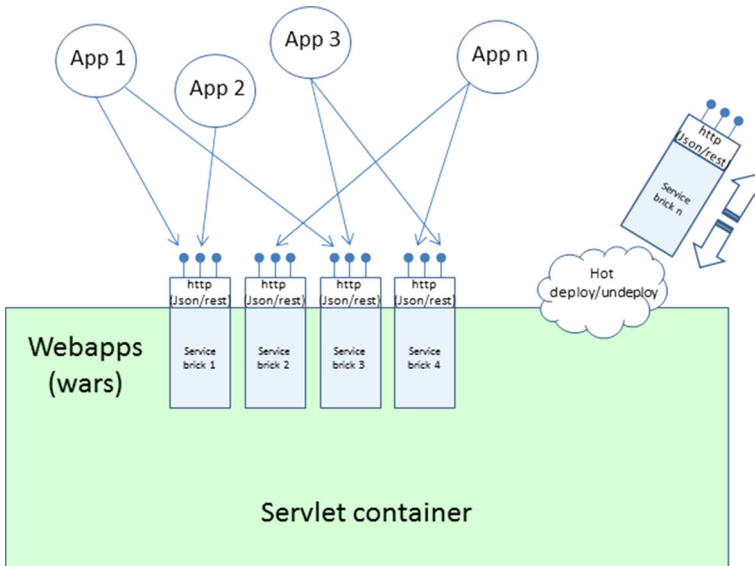 App 1
App 2
App 3
App n
http
(Json/rest)
Service
brick n
Hot
deploy/undeploy
http
(Json/rest)
Service
brick 1
http
(Json/rest)
Service
brick 2
http
(Json/rest)
Service
brick 3
http
(Json/rest)
Service
brick 4
Webapps
(wars)
Servlet container